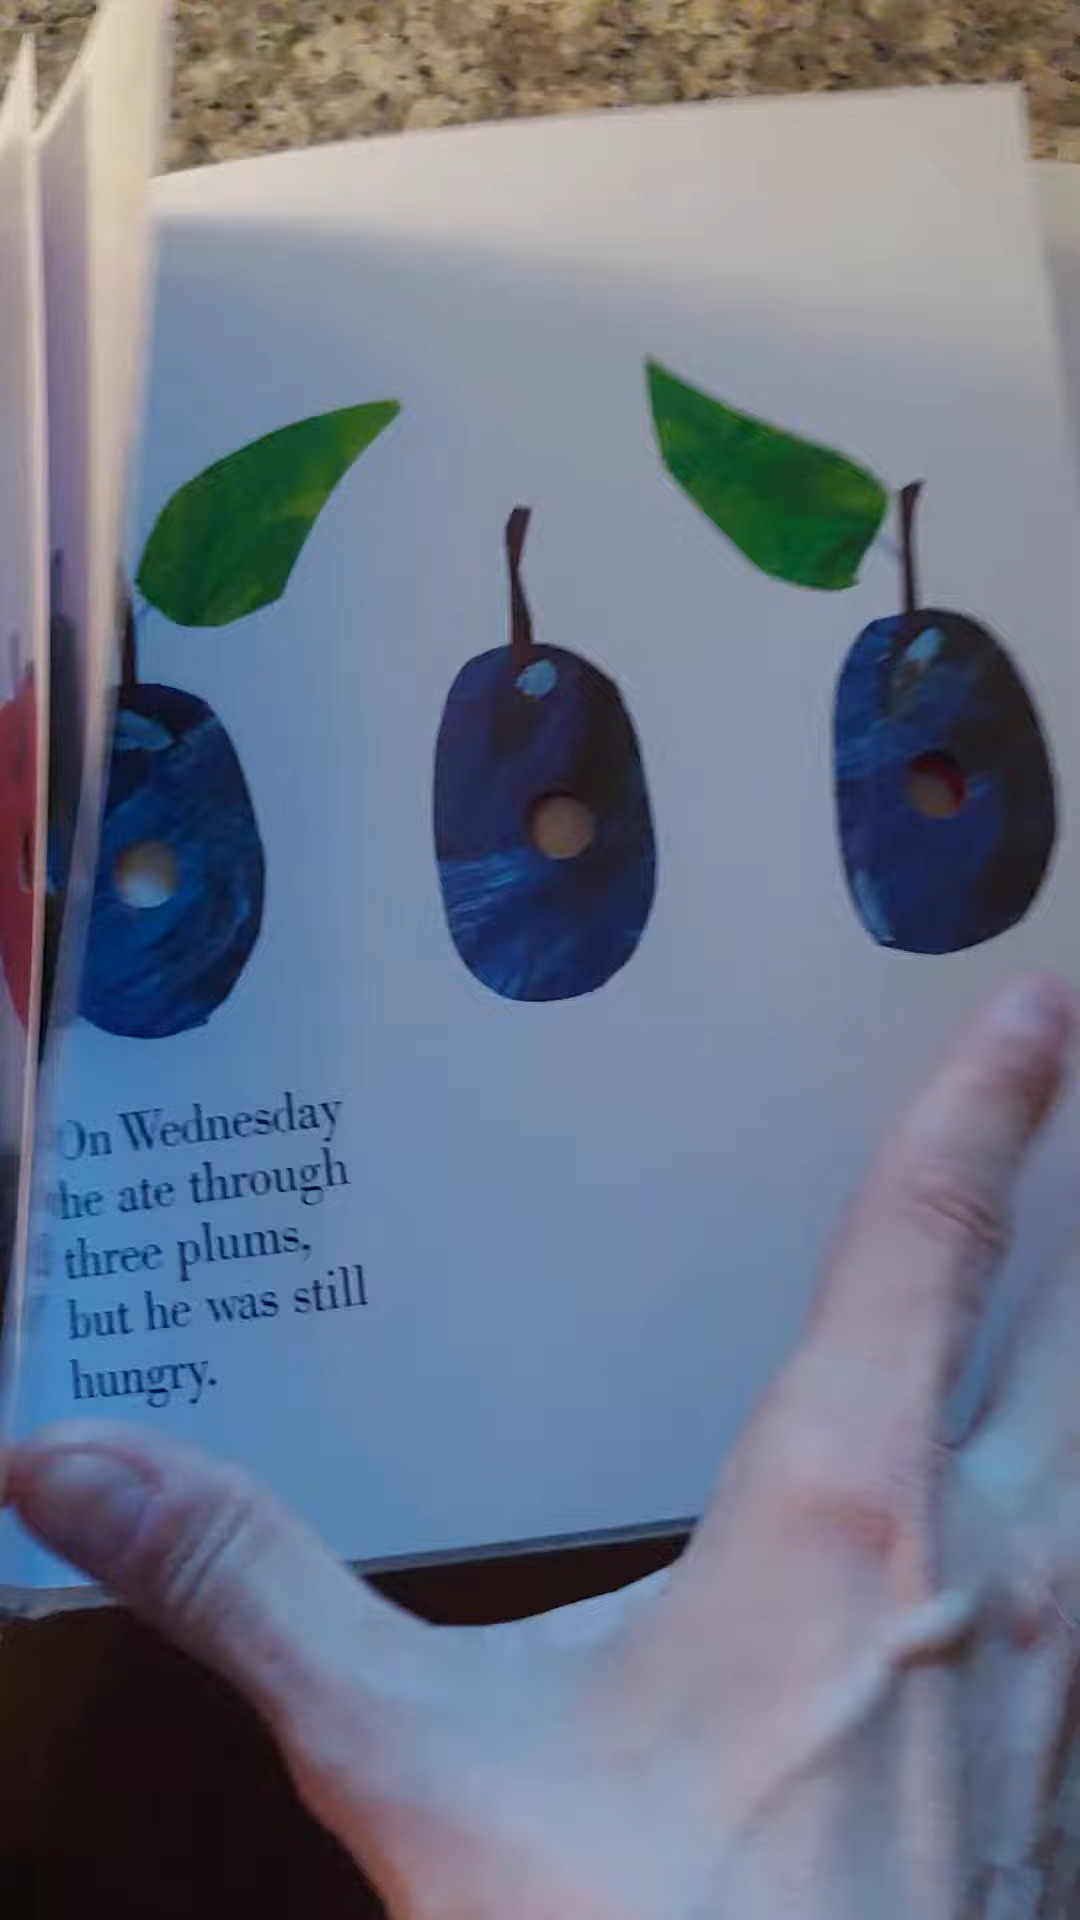 On Wednesday
he ate through
three plums,
but he was still
hungry.